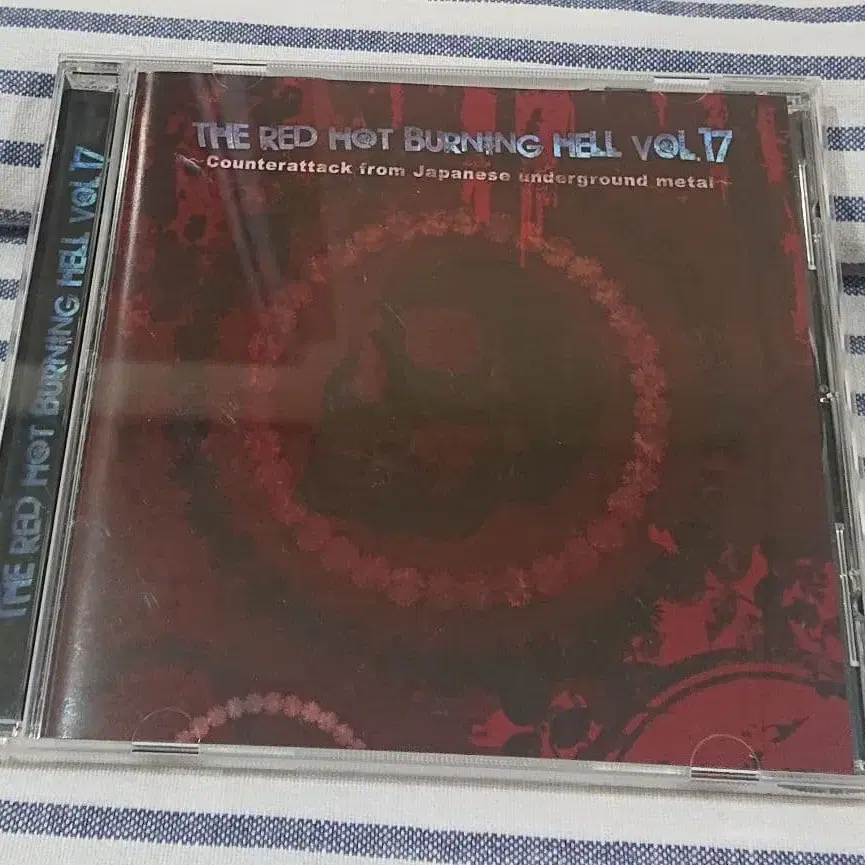 THE RED HOT BURNING HELL VOL.17
~Counterattack from Japanese underground metal~
THE RED HOT BURNING HELL VOL.17